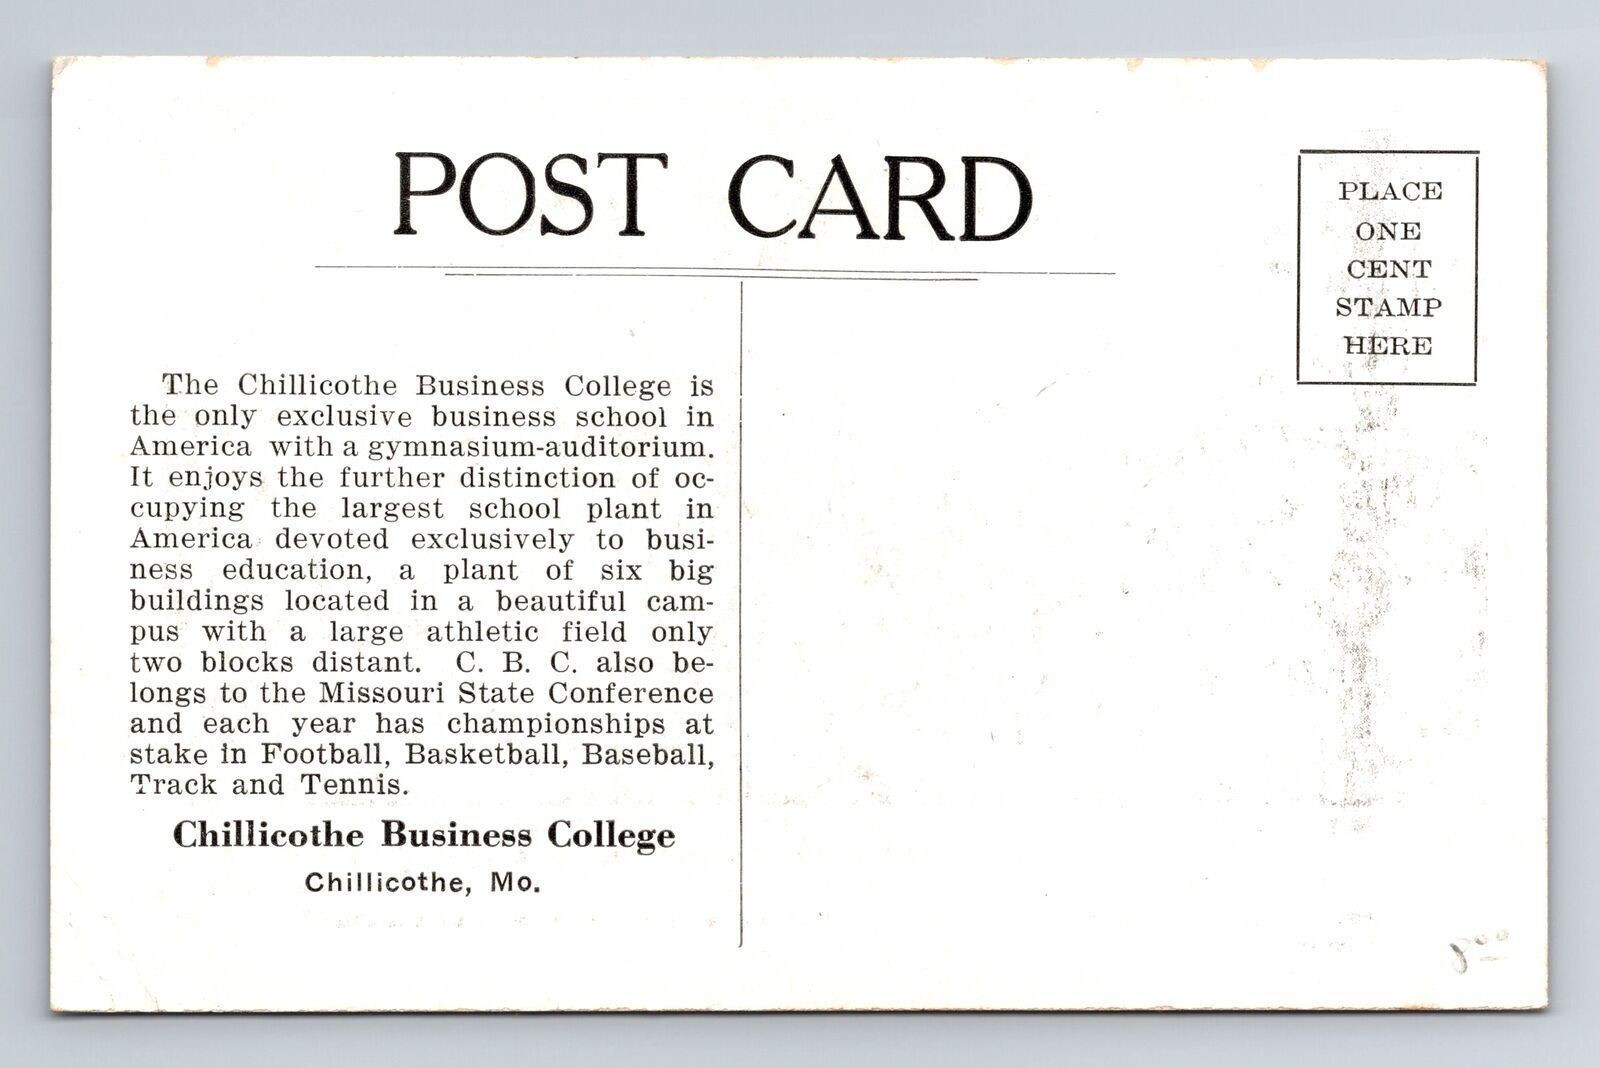 POST CARD
PLACE
ONE
CENT
STAMP
HERE
The Chillicothe Business College is
the only exclusive business school in
America with a gymnasium-auditorium.
It enjoys the further distinction of oc-
cupying the largest school plant in
America devoted exclusively to busi-
ness education, a plant of six big
buildings located in a beautiful cam-
pus with a large athletic field only
two blocks distant. C. B. C. also be-
longs to the Missouri State Conference
and each year has championships at
stake in Football, Basketball, Baseball,
Track and Tennis.
Chillicothe Business College
Chillicothe, Mo.